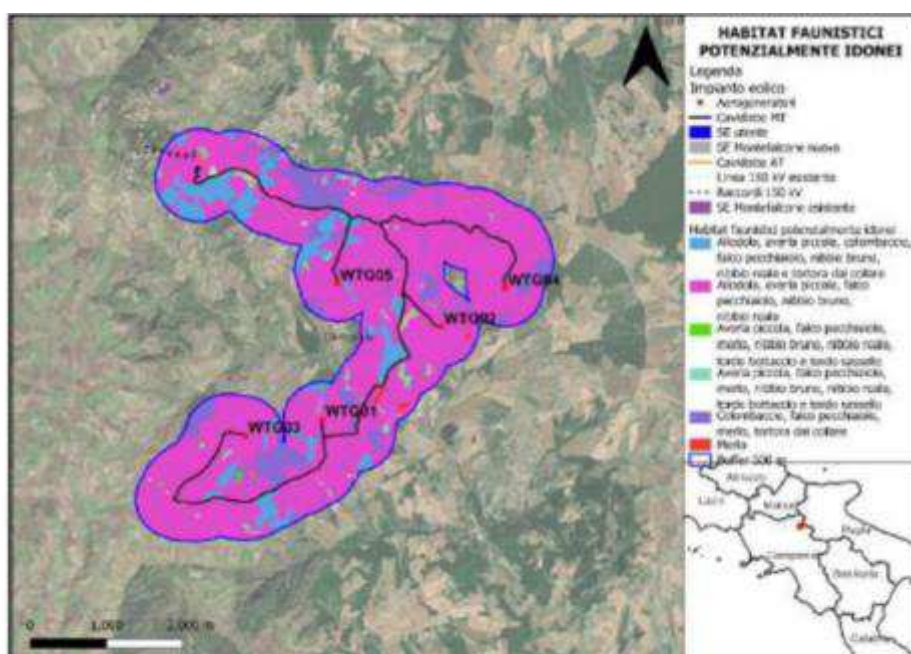 HABITAT FAUNISTICI
POTENZIALMENTE IDONEI
Legenda
Impianto eolico
Aerogeneratori
Cavidotto MT
SE utente
SE Montefalcone nuova
Cavidotto AT
Linea 150 kV esistente
Raccordi 150 kV
SE Montefalcone esistente
Habitat faunistici potenzialmente idonei
Allodola, averla piccola, colombaccio,
falco pecchiaiolo, nibbio bruno,
nibbio reale e tortora dal collare
Allodola, averla piccola, falco
pecchiaiolo, nibbio bruno,
nibbio reale
Averla piccola, falco pecchiaiolo,
merlo, nibbio bruno, nibbio reale,
tordo bottaccio e tordo sassello
Averla piccola, falco pecchiaiolo,
merlo, nibbio bruno, nibbio reale,
tordo bottaccio e tordo sassello
Colombaccio, falco pecchiaiolo,
merlo, tortora dal collare
Merlo
Buffer 500 m
WTG05
WTG04
WTG02
WTG01
WTG03
0 1.000 2.000 m
Abruzzo
Lazio
Molise
Puglia
Campania
Basilicata
Calabria